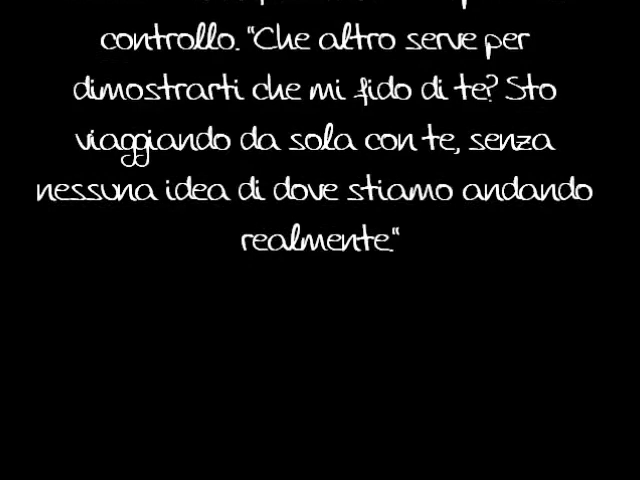 controllo. "Che altro serve per
dimostrarti che mi fido di te? Sto
viaggiando da sola con te, senza
nessuna idea di dove stiamo andando
realmente."